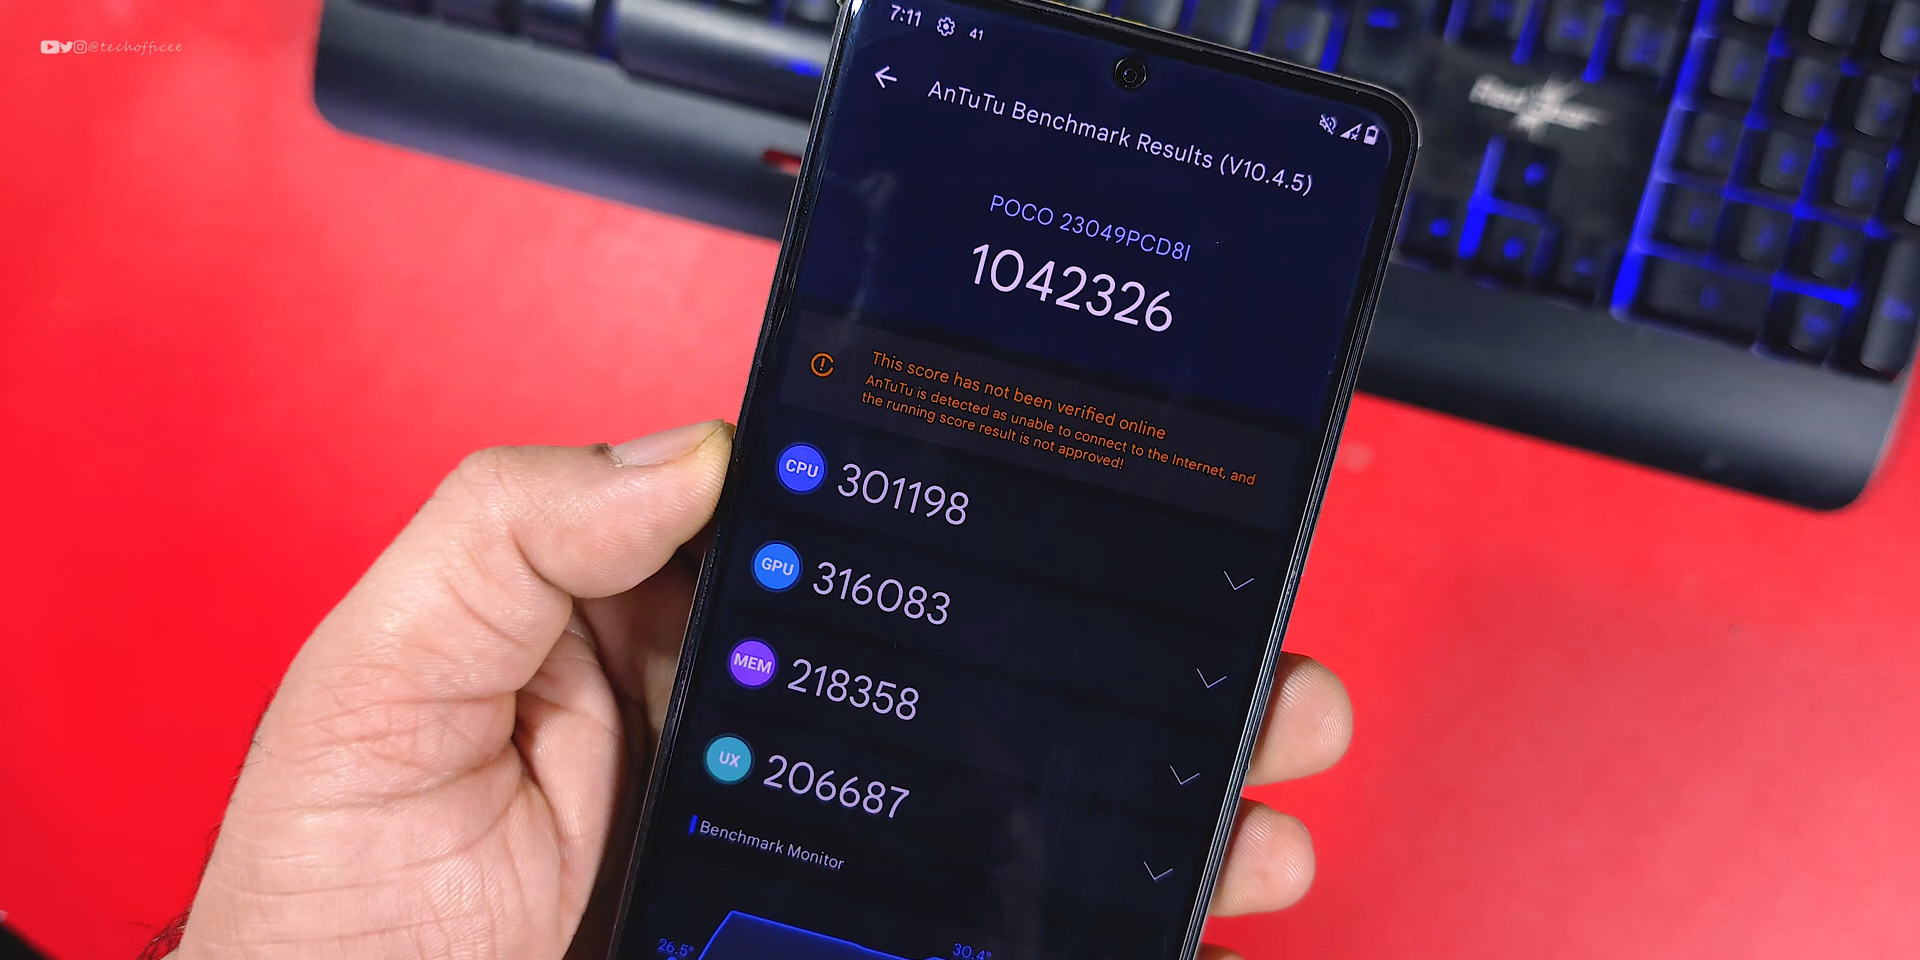 @techofficee
7:11 41
AnTuTu Benchmark Results (V10.4.5)
POCO 23049PCD8I
1042326
This score has not been verified online
AnTuTu is detected as unable to connect to the Internet, and
the running score result is not approved!
CPU 301198
GPU 316083
MEM 218358
UX 206687
Benchmark Monitor
26.5°
30.4°